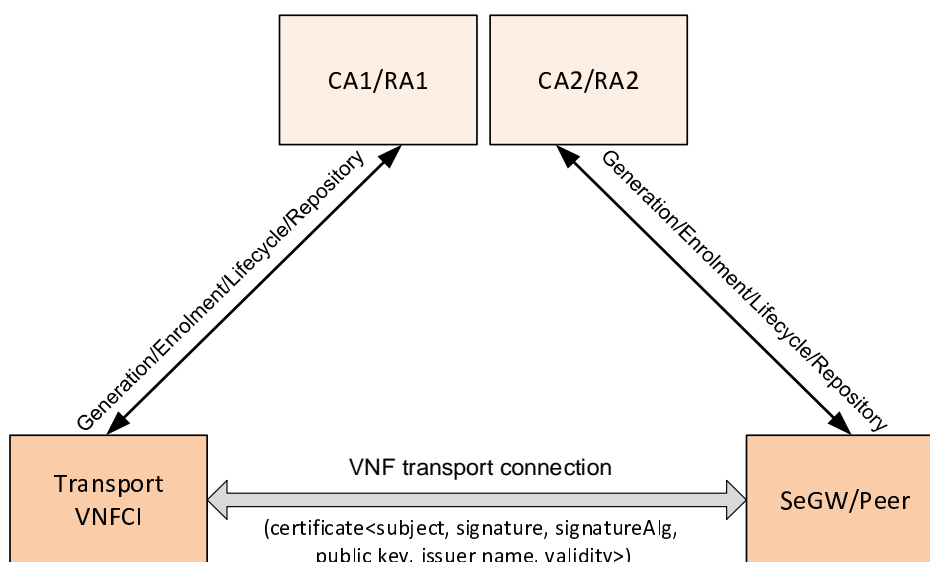 CA1/RA1
CA2/RA2
Generation/Enrolment/Lifecycle/Repository
Generation/Enrolment/Lifecycle/Repository
Transport
VNFCI
VNF transport connection
SeGW/Peer
(certificate<subject, signature, signatureAlg,
public key, issuer name, validity>)